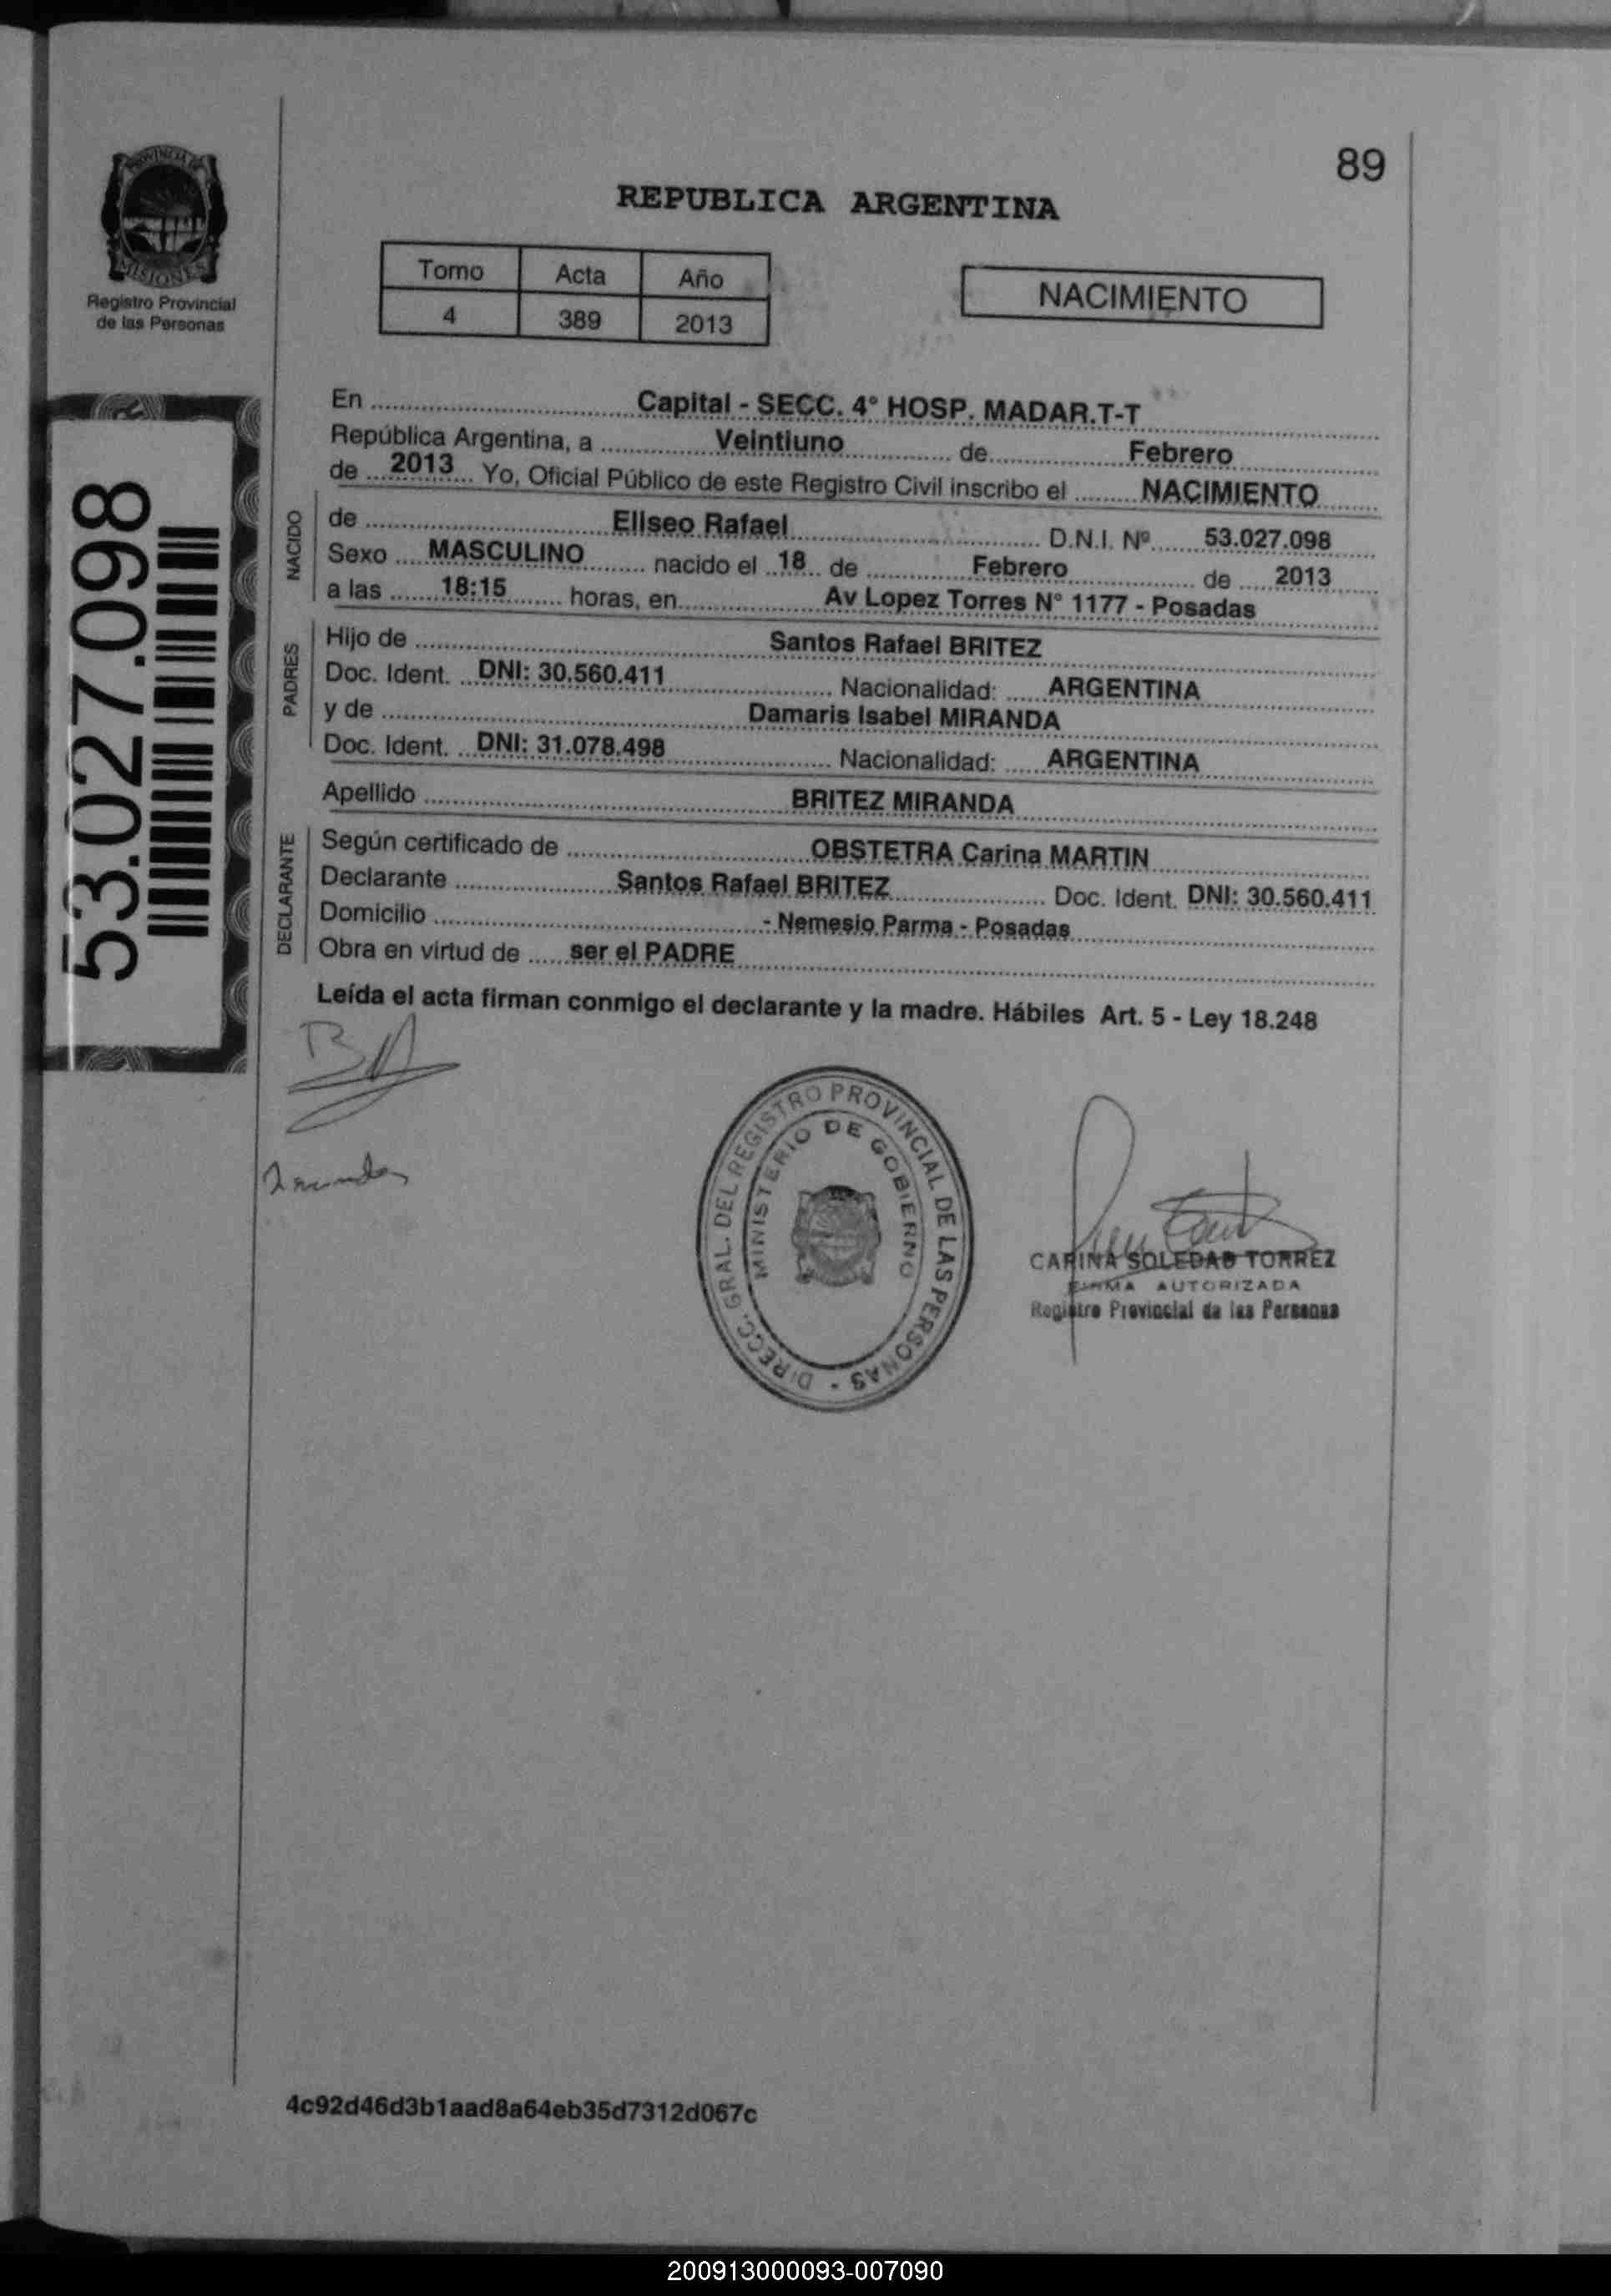 89
REPUBLICA ARGENTINA
PROVINCIA DE
MISIONES
Registro Provincial
de las Personas
Tomo Acta Año
4 389 2013
NACIMIENTO
53.027.098
En Capital - SECC. 4° HOSP. MADAR.T-T
República Argentina, a Veintiuno de Febrero
de 2013 Yo, Oficial Público de este Registro Civil inscribo el NACIMIENTO
NACIDO
de Eliseo Rafael D.N.I. Nº 53.027.098
Sexo MASCULINO nacido el 18 de Febrero de 2013
a las 18:15 horas, en Av Lopez Torres N° 1177 - Posadas
PADRES
Hijo de Santos Rafael BRITEZ
Doc. Ident. DNI: 30.560.411 Nacionalidad: ARGENTINA
y de Damaris Isabel MIRANDA
Doc. Ident. DNI: 31.078.498 Nacionalidad: ARGENTINA
Apellido BRITEZ MIRANDA
DECLARANTE
Según certificado de OBSTETRA Carina MARTIN
Declarante Santos Rafael BRITEZ Doc. Ident. DNI: 30.560.411
Domicilio - Nemesio Parma - Posadas
Obra en virtud de ser el PADRE
Leída el acta firman conmigo el declarante y la madre. Hábiles Art. 5 - Ley 18.248
DIRECC. GRAL. DEL REGISTRO PROVINCIAL DE LAS PERSONAS -
MINISTERIO DE GOBIERNO
CARINA SOLEDAD TORREZ
FIRMA AUTORIZADA
Registro Provincial de las Personas
4c92d46d3b1aad8a64eb35d7312d067c
200913000093-007090